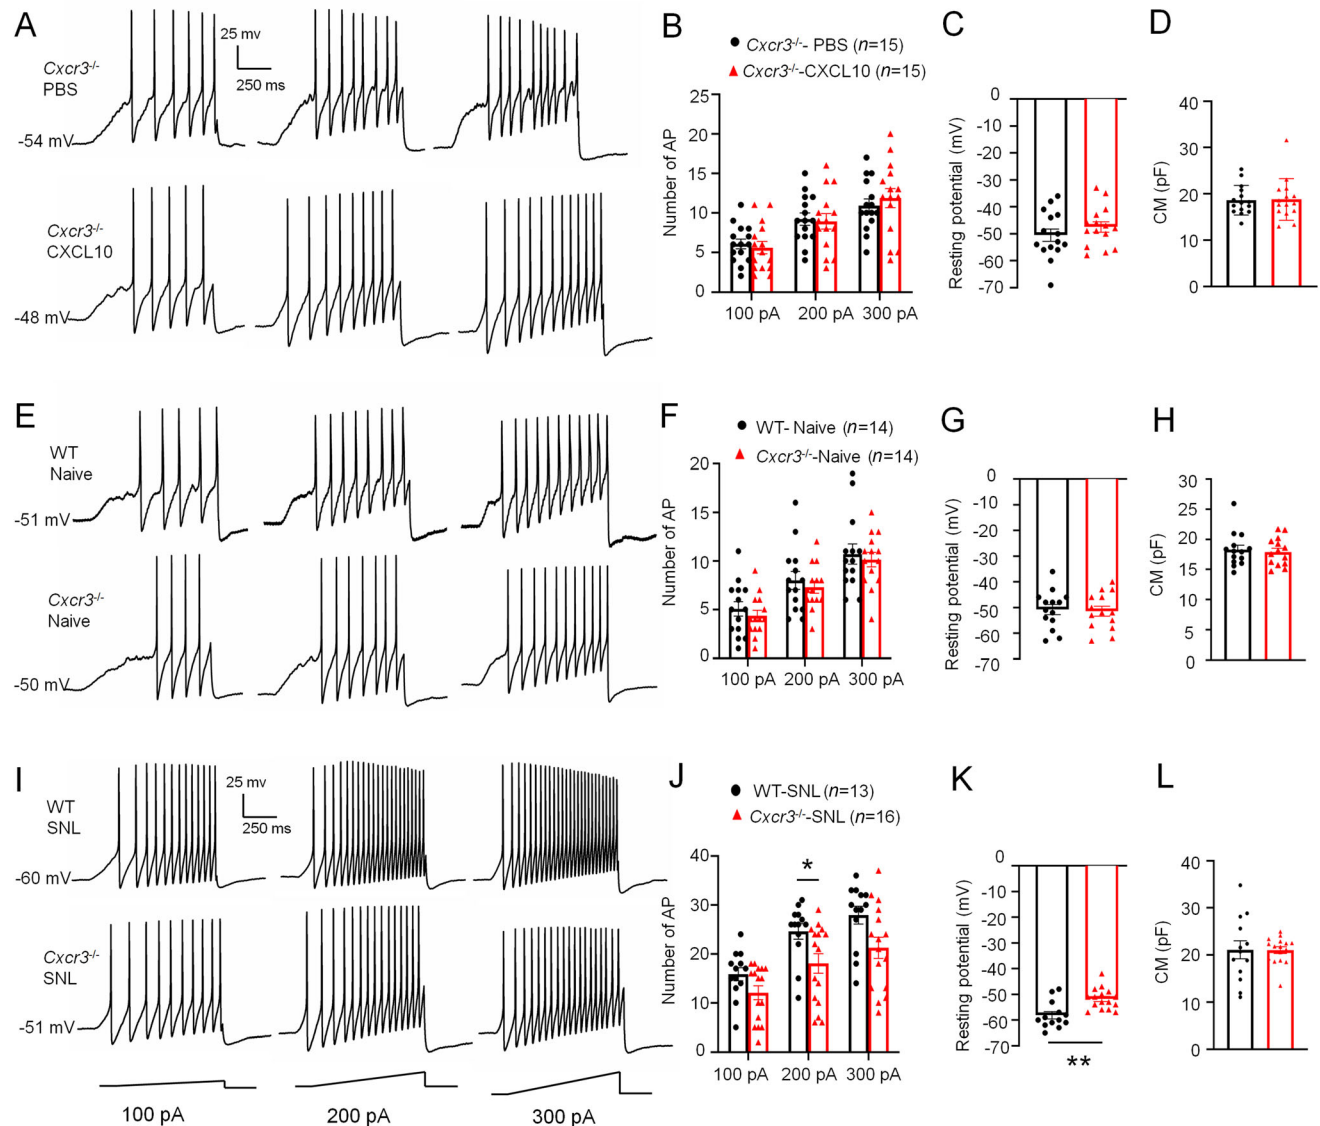 A
Cxcr3-/-
PBS
-54 mV
25 mv
250 ms
Cxcr3-/-
CXCL10
-48 mV
B
Cxcr3-/-- PBS (n=15)
Cxcr3-/--CXCL10 (n=15)
Number of AP
25
20
15
10
5
0
100 pA 200 pA 300 pA
C
Resting potential (mV)
0
-10
-20
-30
-40
-50
-60
-70
D
CM (pF)
40
30
20
10
0
E
WT
Naive
-51 mV
Cxcr3-/-
Naive
-50 mV
F
WT- Naive (n=14)
Cxcr3-/--Naive (n=14)
Number of AP
20
15
10
5
0
100 pA 200 pA 300 pA
G
Resting potential (mV)
0
-10
-20
-30
-40
-50
-60
-70
H
CM (pF)
30
25
20
15
10
5
0
I
WT
SNL
-60 mV
25 mv
250 ms
Cxcr3-/-
SNL
-51 mV
100 pA 200 pA 300 pA
J
WT-SNL (n=13)
Cxcr3-/--SNL (n=16)
Number of AP
40
30
20
10
0
*
100 pA 200 pA 300 pA
K
Resting potential (mV)
0
-10
-20
-30
-40
-50
-60
-70
**
L
CM (pF)
40
30
20
10
0